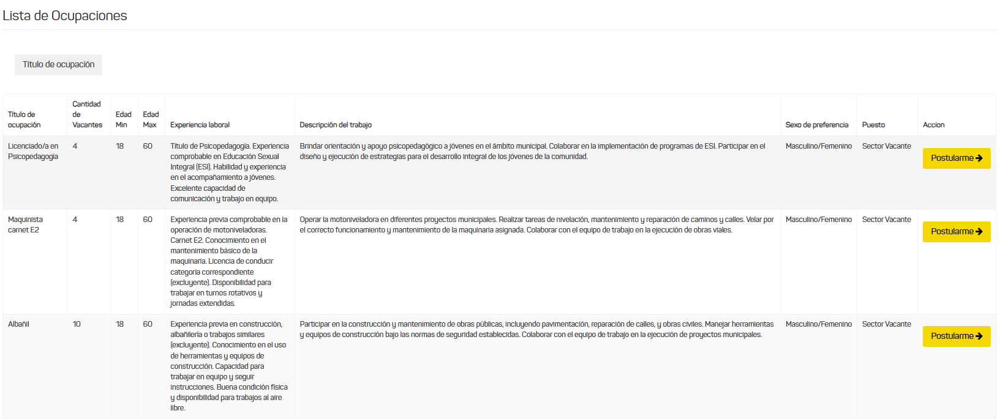 Lista de Ocupaciones
Título de ocupación
Título de
ocupación
Cantidad
de
Vacantes
Edad
Min
Edad
Max
Experiencia laboral
Descripción del trabajo
Sexo de preferencia
Puesto
Accion
Licenciado/a en
Psicopedagogía
4
18
60
Título de Psicopedagogía. Experiencia
comprobable en Educación Sexual
Integral (ESI). Habilidad y experiencia
en el acompañamiento a jóvenes.
Excelente capacidad de
comunicación y trabajo en equipo.
Brindar orientación y apoyo psicopedagógico a jóvenes en el ámbito municipal. Colaborar en la implementación de programas de ESI. Participar en el
diseño y ejecución de estrategias para el desarrollo integral de los jóvenes de la comunidad.
Masculino/Femenino
Sector Vacante
Postularme
Maquinista
carnet E2
4
18
60
Experiencia previa comprobable en la
operación de motoniveladoras.
Carnet E2. Conocimiento en el
mantenimiento básico de la
maquinaria. Licencia de conducir
categoría correspondiente
(excluyente). Disponibilidad para
trabajar en turnos rotativos y
jornadas extendidas.
Operar la motoniveladora en diferentes proyectos municipales. Realizar tareas de nivelación, mantenimiento y reparación de caminos y calles. Velar por
el correcto funcionamiento y mantenimiento de la maquinaria asignada. Colaborar con el equipo de trabajo en la ejecución de obras viales.
Masculino/Femenino
Sector Vacante
Postularme
Albañil
10
18
60
Experiencia previa en construcción,
albañilería o trabajos similares
(excluyente). Conocimiento en el uso
de herramientas y equipos de
construcción. Capacidad para
trabajar en equipo y seguir
instrucciones. Buena condición física
y disponibilidad para trabajos al aire
libre.
Participar en la construcción y mantenimiento de obras públicas, incluyendo pavimentación, reparación de calles, y obras civiles. Manejar herramientas
y equipos de construcción bajo las normas de seguridad establecidas. Colaborar con el equipo de trabajo en la ejecución de proyectos municipales.
Masculino/Femenino
Sector Vacante
Postularme